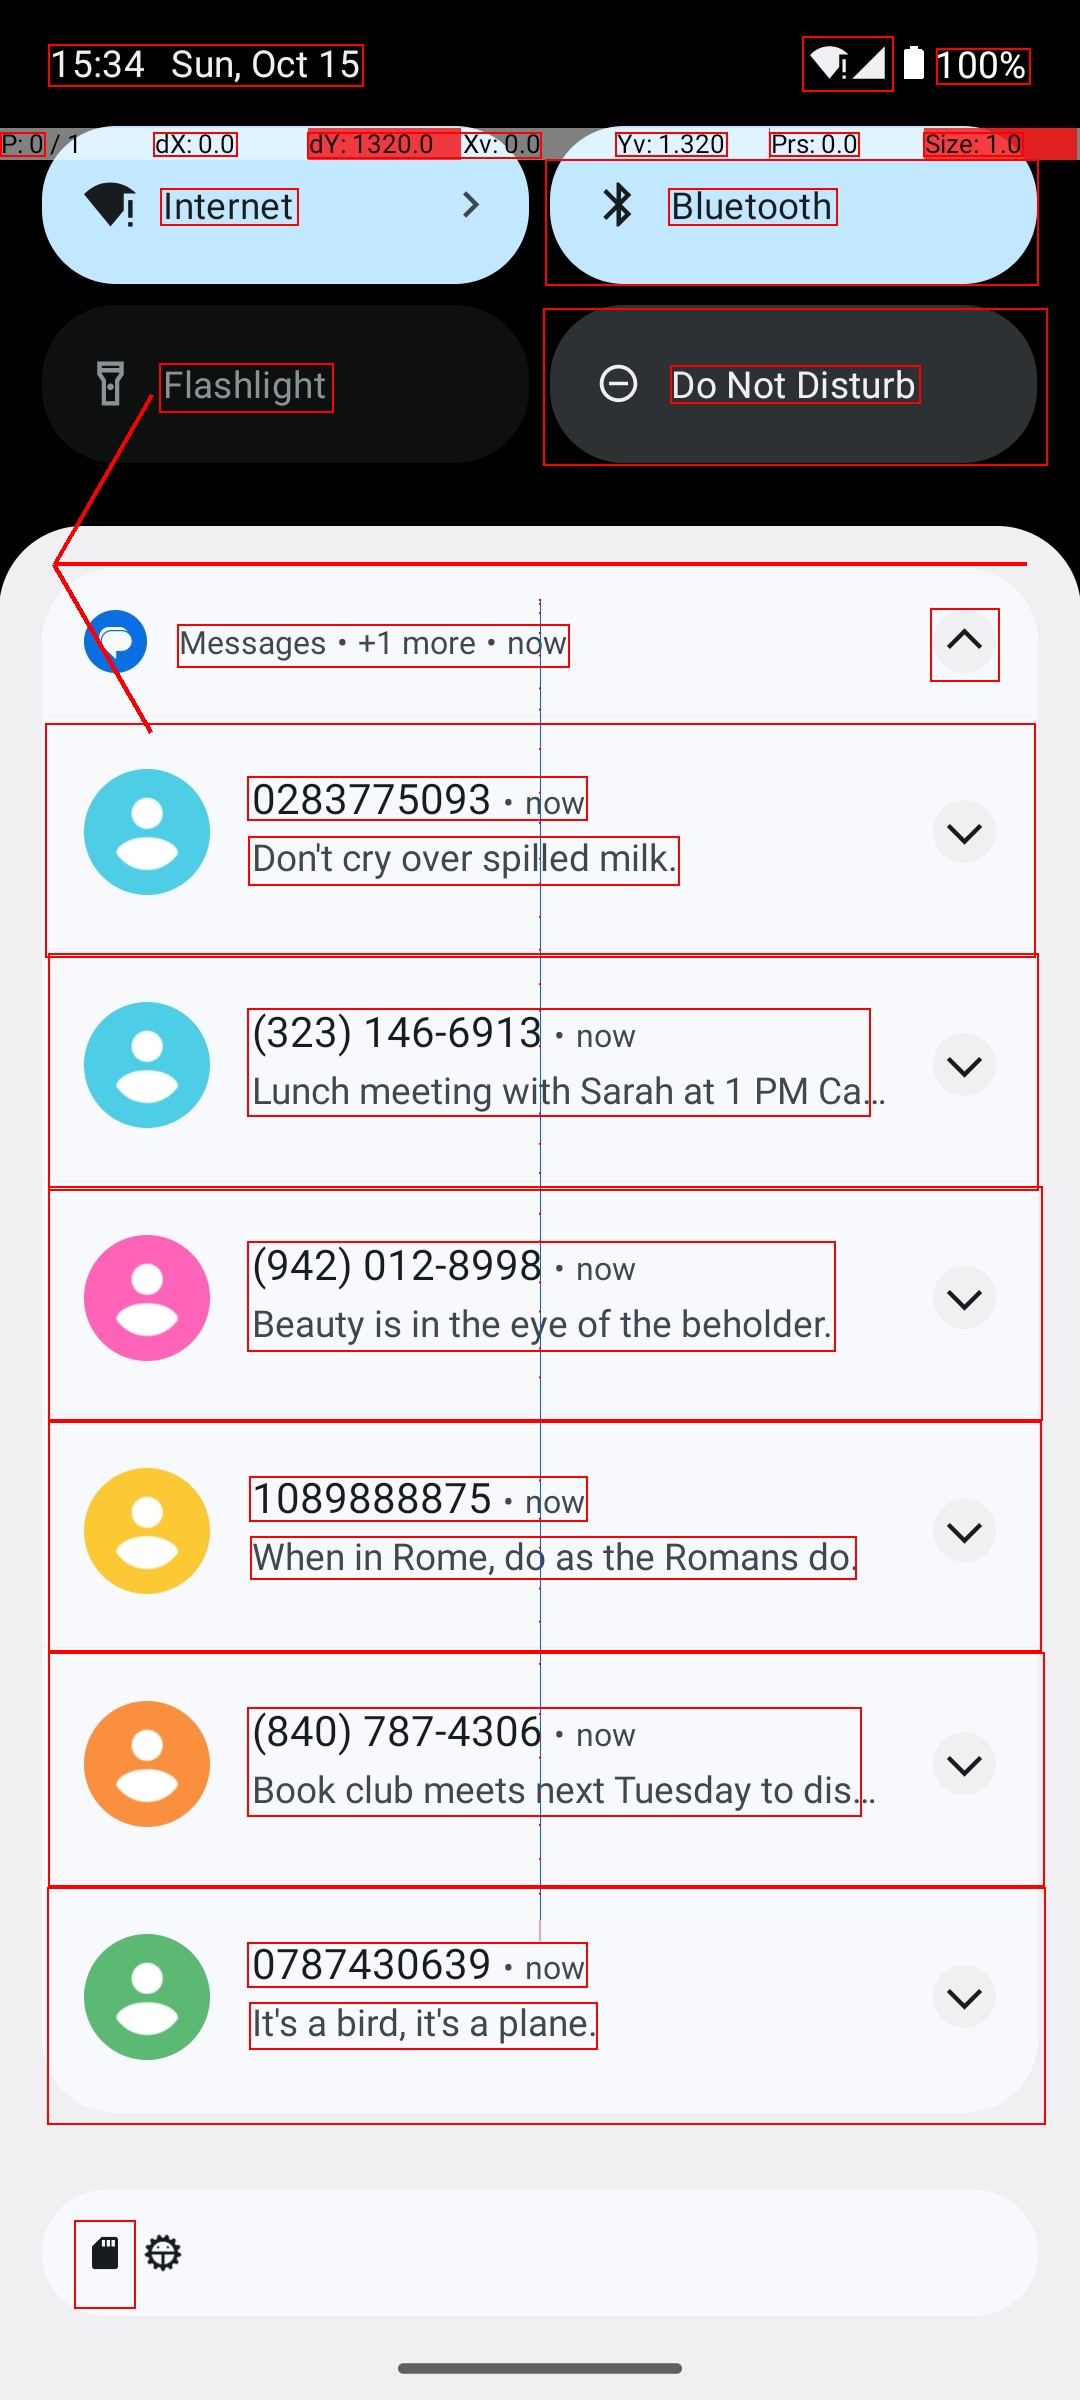 15:34 Sun, Oct 15 100%
P: 0 / 1 dX: 0.0 dY: 1320.0 Xv: 0.0 Yv: 1.320 Prs: 0.0 Size: 1.0
Internet Bluetooth
Flashlight Do Not Disturb
Messages • +1 more • now
0283775093 • now
Don't cry over spilled milk.
(323) 146-6913 • now
Lunch meeting with Sarah at 1 PM Ca...
(942) 012-8998 • now
Beauty is in the eye of the beholder.
1089888875 • now
When in Rome, do as the Romans do.
(840) 787-4306 • now
Book club meets next Tuesday to dis...
0787430639 • now
It's a bird, it's a plane.